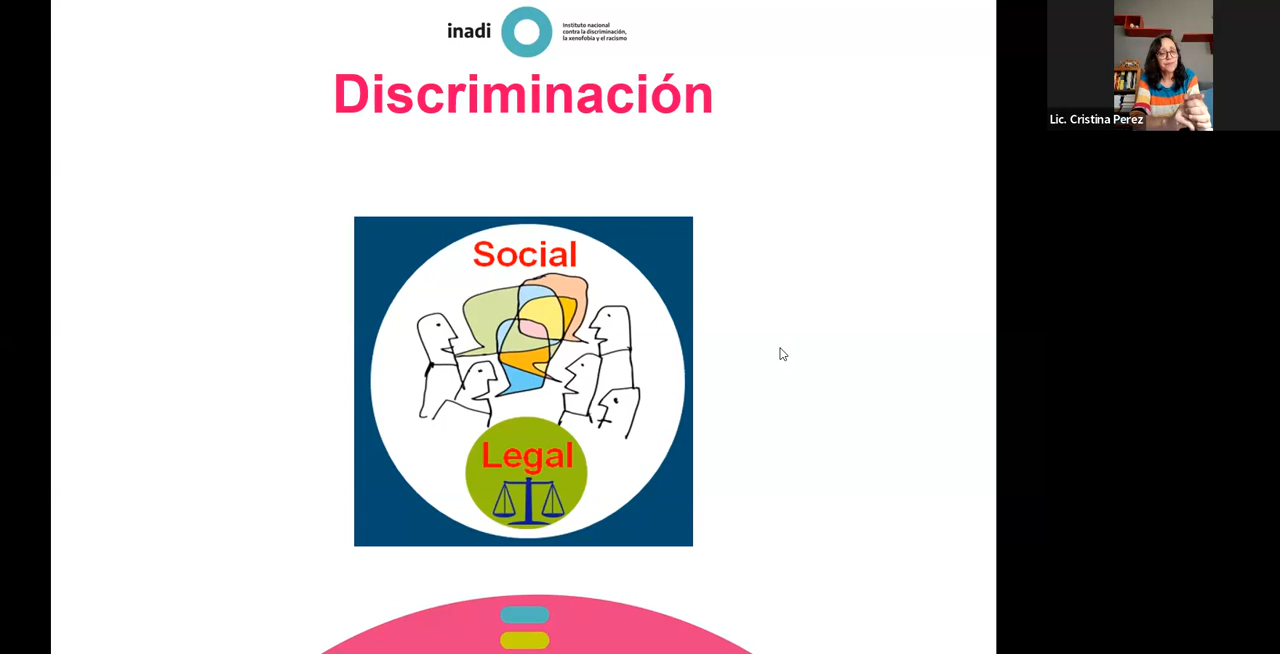 inadi
instituto nacional
contra la discriminación,
la xenofobia y el racismo
Discriminación
Social
Legal
Lic. Cristina Perez